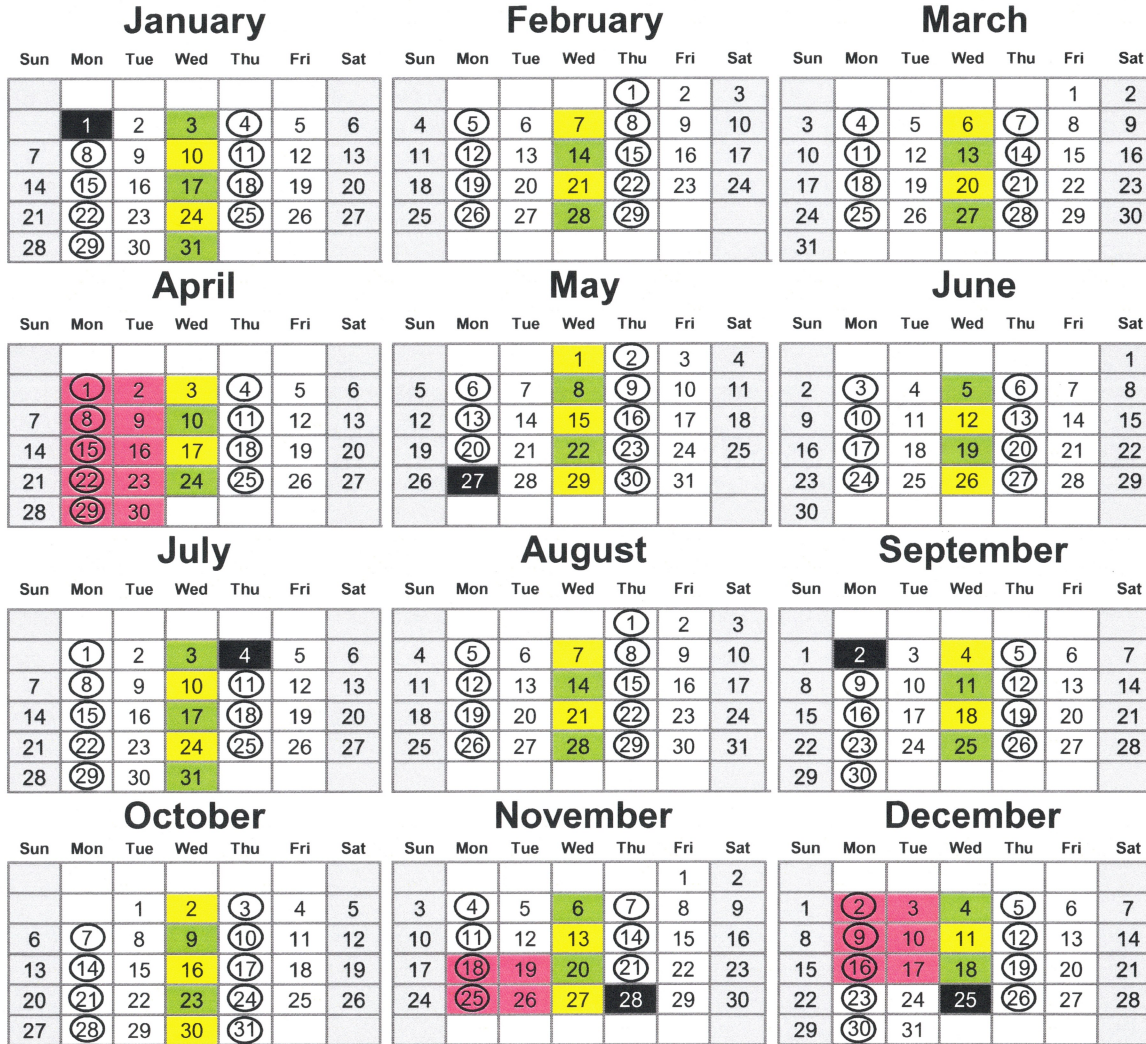 January February March
Sun Mon Tue Wed Thu Fri Sat Sun Mon Tue Wed Thu Fri Sat Sun Mon Tue Wed Thu Fri Sat
1 2 3 1 2
1 2 3 4 5 6 4 5 6 7 8 9 10 3 4 5 6 7 8 9
7 8 9 10 11 12 13 11 12 13 14 15 16 17 10 11 12 13 14 15 16
14 15 16 17 18 19 20 18 19 20 21 22 23 24 17 18 19 20 21 22 23
21 22 23 24 25 26 27 25 26 27 28 29 24 25 26 27 28 29 30
28 29 30 31 31
April May June
Sun Mon Tue Wed Thu Fri Sat Sun Mon Tue Wed Thu Fri Sat Sun Mon Tue Wed Thu Fri Sat
1 2 3 4 1
1 2 3 4 5 6 5 6 7 8 9 10 11 2 3 4 5 6 7 8
7 8 9 10 11 12 13 12 13 14 15 16 17 18 9 10 11 12 13 14 15
14 15 16 17 18 19 20 19 20 21 22 23 24 25 16 17 18 19 20 21 22
21 22 23 24 25 26 27 26 27 28 29 30 31 23 24 25 26 27 28 29
28 29 30 30
July August September
Sun Mon Tue Wed Thu Fri Sat Sun Mon Tue Wed Thu Fri Sat Sun Mon Tue Wed Thu Fri Sat
1 2 3
1 2 3 4 5 6 4 5 6 7 8 9 10 1 2 3 4 5 6 7
7 8 9 10 11 12 13 11 12 13 14 15 16 17 8 9 10 11 12 13 14
14 15 16 17 18 19 20 18 19 20 21 22 23 24 15 16 17 18 19 20 21
21 22 23 24 25 26 27 25 26 27 28 29 30 31 22 23 24 25 26 27 28
28 29 30 31 29 30
October November December
Sun Mon Tue Wed Thu Fri Sat Sun Mon Tue Wed Thu Fri Sat Sun Mon Tue Wed Thu Fri Sat
1 2
1 2 3 4 5 3 4 5 6 7 8 9 1 2 3 4 5 6 7
6 7 8 9 10 11 12 10 11 12 13 14 15 16 8 9 10 11 12 13 14
13 14 15 16 17 18 19 17 18 19 20 21 22 23 15 16 17 18 19 20 21
20 21 22 23 24 25 26 24 25 26 27 28 29 30 22 23 24 25 26 27 28
27 28 29 30 31 29 30 31